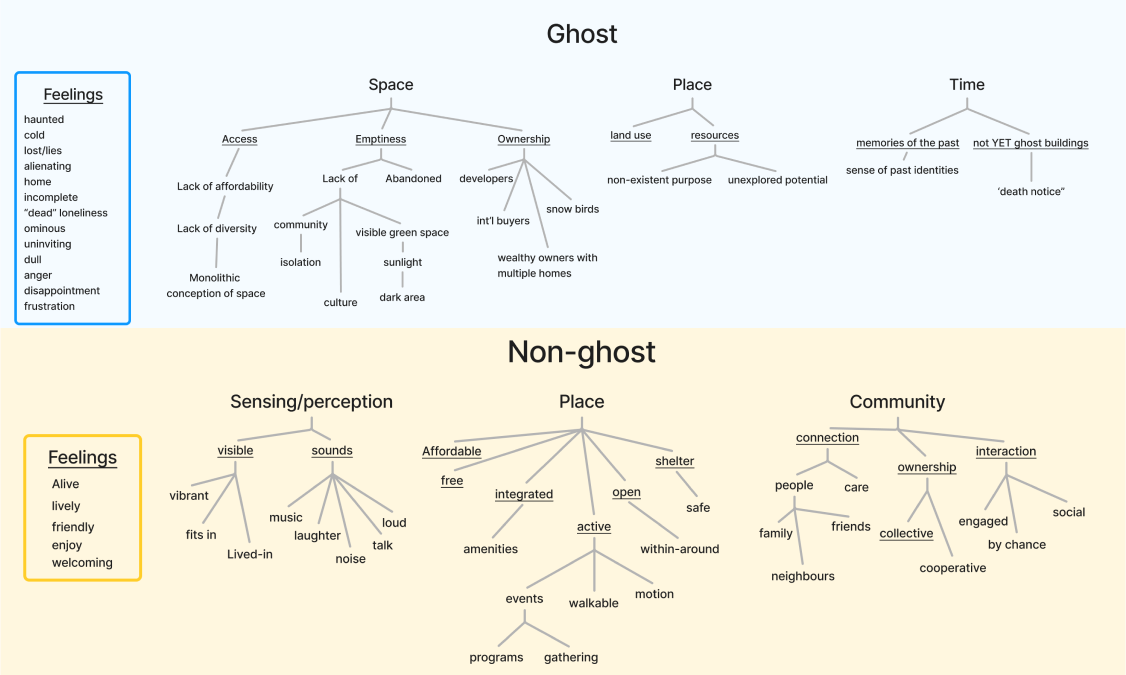 Ghost
Feelings
haunted
cold
lost/lies
alienating
home
incomplete
“dead” loneliness
ominous
uninviting
dull
anger
disappointment
frustration
Space
Access
Lack of affordability
Lack of diversity
Monolithic
conception of space
Emptiness
Lack of
Abandoned
community
isolation
culture
visible green space
sunlight
dark area
Ownership
developers
int’l buyers
wealthy owners with
multiple homes
snow birds
Place
land use
resources
non-existent purpose
unexplored potential
Time
memories of the past
sense of past identities
not YET ghost buildings
‘death notice”
Non-ghost
Feelings
Alive
lively
friendly
enjoy
welcoming
Sensing/perception
visible
vibrant
fits in
Lived-in
sounds
music
laughter
noise
talk
loud
Place
Affordable
free
integrated
amenities
active
events
programs
gathering
walkable
motion
open
within-around
shelter
safe
Community
connection
people
family
neighbours
friends
care
ownership
collective
cooperative
interaction
engaged
by chance
social